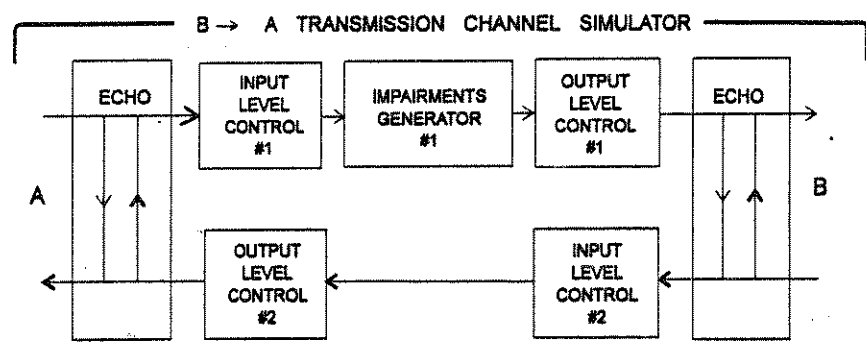 B → A TRANSMISSION CHANNEL SIMULATOR
ECHO
INPUT
LEVEL
CONTROL
#1
IMPAIRMENTS
GENERATOR
#1
OUTPUT
LEVEL
CONTROL
#1
ECHO
A
B
OUTPUT
LEVEL
CONTROL
#2
INPUT
LEVEL
CONTROL
#2